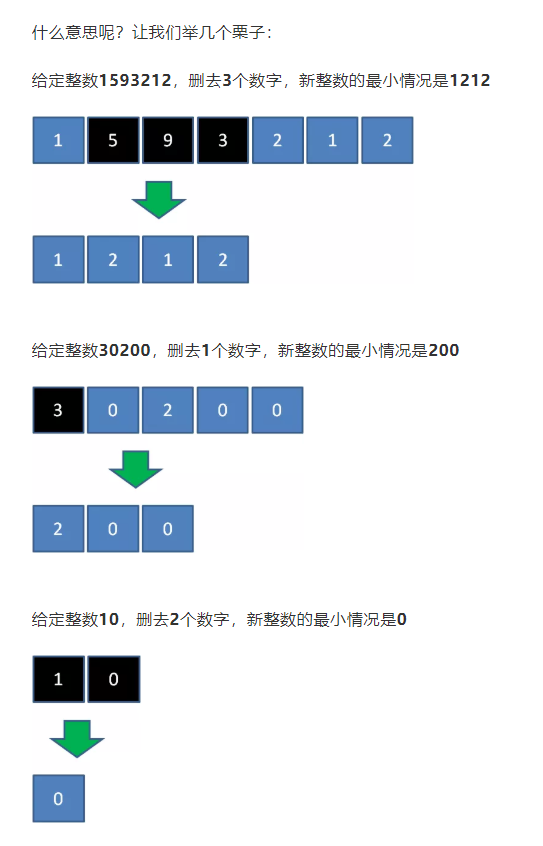 什么意思呢？让我们举几个栗子：
给定整数1593212，删去3个数字，新整数的最小情况是1212
1 5 9 3 2 1 2
1 2 1 2
给定整数30200，删去1个数字，新整数的最小情况是200
3 0 2 0 0
2 0 0
给定整数10，删去2个数字，新整数的最小情况是0
1 0
0